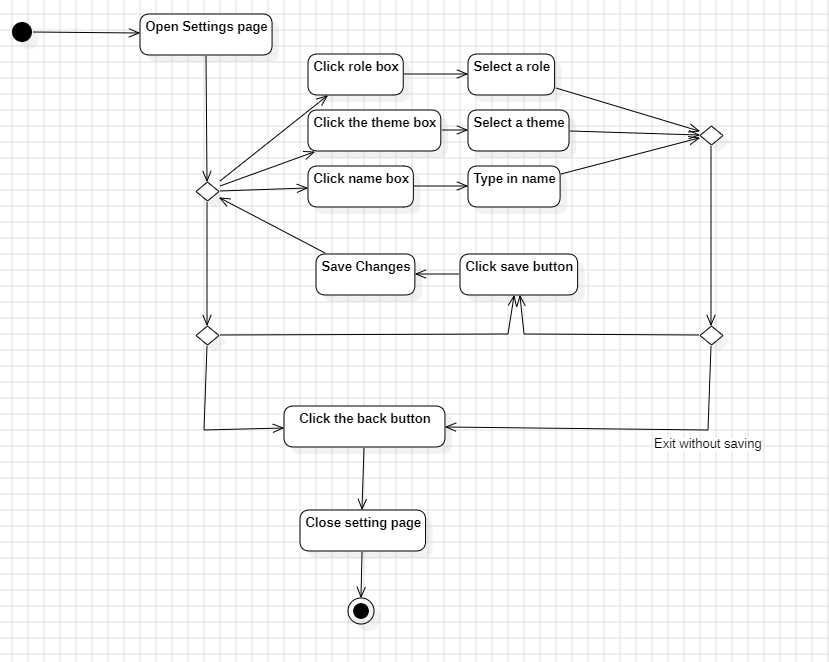 Open Settings page
Click role box
Select a role
Click the theme box
Select a theme
Click name box
Type in name
Save Changes
Click save button
Click the back button
Exit without saving
Close setting page